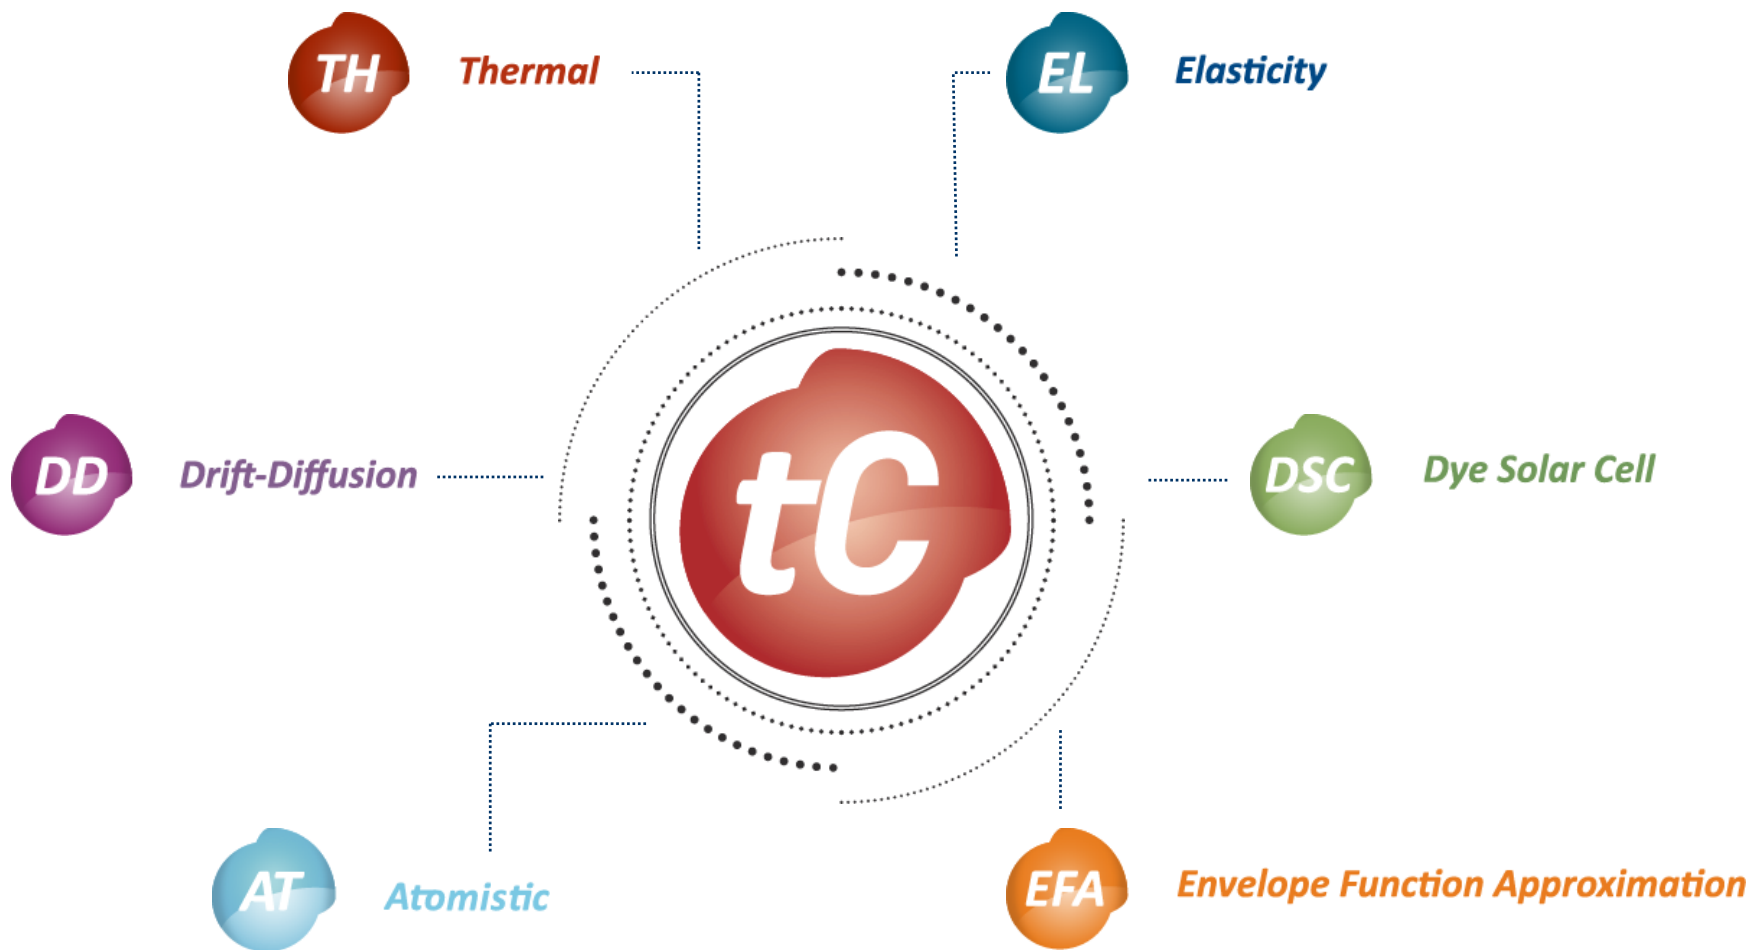 TH Thermal
EL Elasticity
tC
DD Drift-Diffusion
DSC Dye Solar Cell
AT Atomistic
EFA Envelope Function Approximation